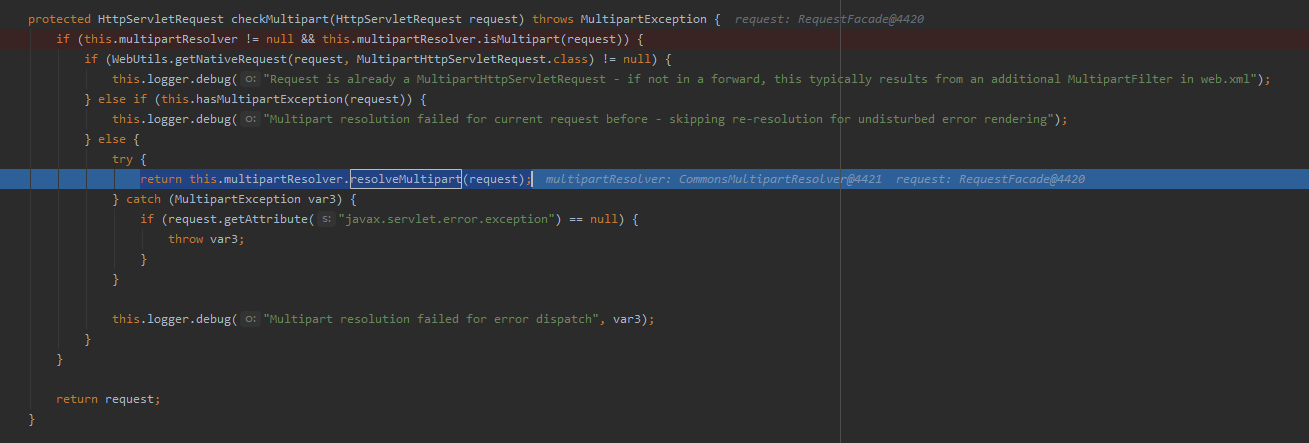 protected HttpServletRequest checkMultipart(HttpServletRequest request) throws MultipartException {  request: RequestFacade@4420
    if (this.multipartResolver != null && this.multipartResolver.isMultipart(request)) {
        if (WebUtils.getNativeRequest(request, MultipartHttpServletRequest.class) != null) {
            this.logger.debug( o: "Request is already a MultipartHttpServletRequest - if not in a forward, this typically results from an additional MultipartFilter in web.xml");
        } else if (this.hasMultipartException(request)) {
            this.logger.debug( o: "Multipart resolution failed for current request before - skipping re-resolution for undisturbed error rendering");
        } else {
            try {
                return this.multipartResolver.resolveMultipart(request);  multipartResolver: CommonsMultipartResolver@4421  request: RequestFacade@4420
            } catch (MultipartException var3) {
                if (request.getAttribute( s: "javax.servlet.error.exception") == null) {
                    throw var3;
                }
            }
            this.logger.debug( o: "Multipart resolution failed for error dispatch", var3);
        }
    }
    return request;
}